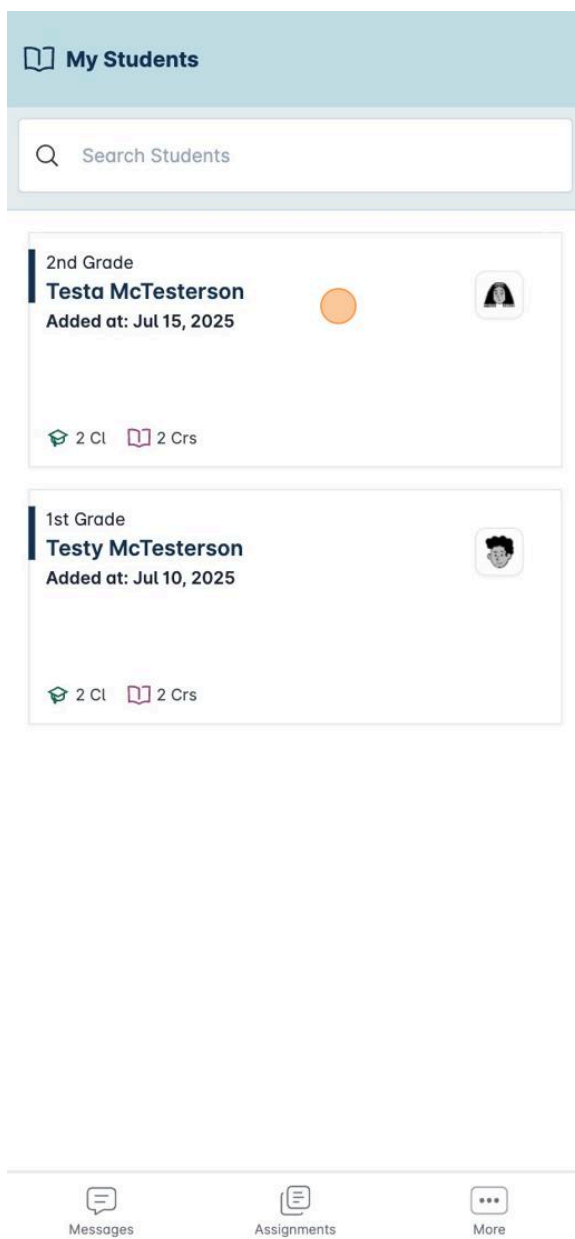 My Students
Search Students
2nd Grade
Testa McTesterson
Added at: Jul 15, 2025
2 Cl 2 Crs
1st Grade
Testy McTesterson
Added at: Jul 10, 2025
2 Cl 2 Crs
Messages Assignments More